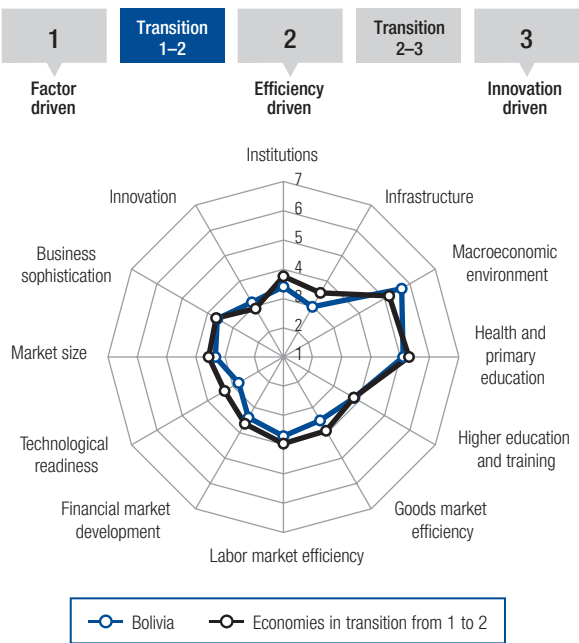 1
Transition
1–2
2
Transition
2–3
3
Factor
driven
Efficiency
driven
Innovation
driven
Institutions
Innovation
Infrastructure
Business
sophistication
Macroeconomic
environment
Market size
Health and
primary
education
Technological
readiness
Higher education
and training
Financial market
development
Goods market
efficiency
Labor market efficiency
7
6
5
4
3
2
1
Bolivia
Economies in transition from 1 to 2